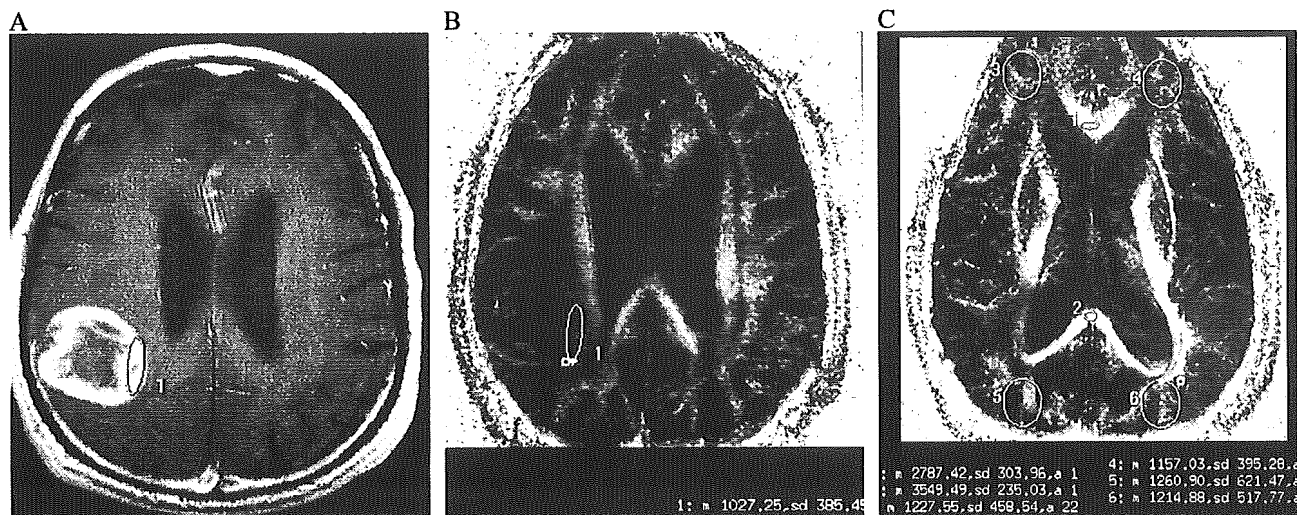 A
B
C
1
1
3
4
1
2
5
6
1: m 1027.25,sd 385.45
: m 2787.42,sd 303.96,a 1
: m 3549.49,sd 235.03,a 1
m 1227.55,sd 458.54,a 22
4: m 1157.03,sd 395.28,a
5: m 1260.90,sd 621.47,a
6: m 1214.88,sd 517.77,a